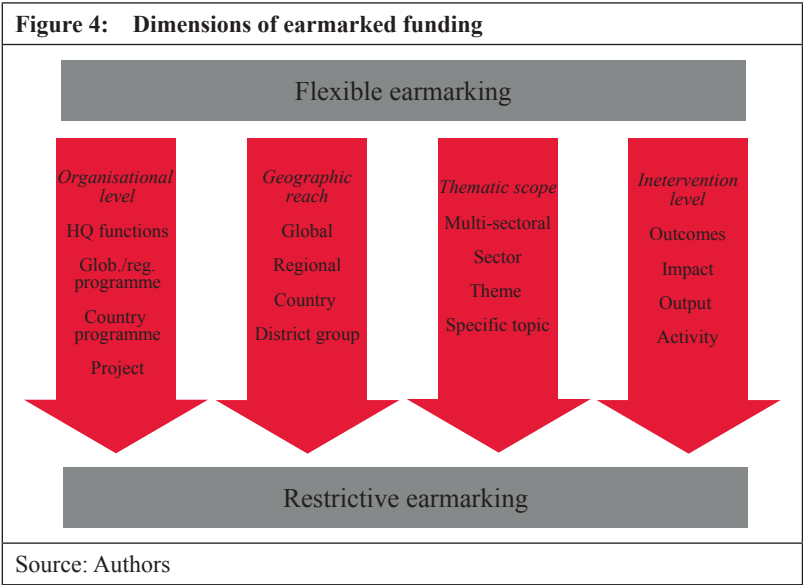 Figure 4: Dimensions of earmarked funding
Flexible earmarking
Organisational
level
HQ functions
Glob./reg.
programme
Country
programme
Project
Geographic
reach
Global
Regional
Country
District group
Thematic scope
Multi-sectoral
Sector
Theme
Specific topic
Inetervention
level
Outcomes
Impact
Output
Activity
Restrictive earmarking
Source: Authors